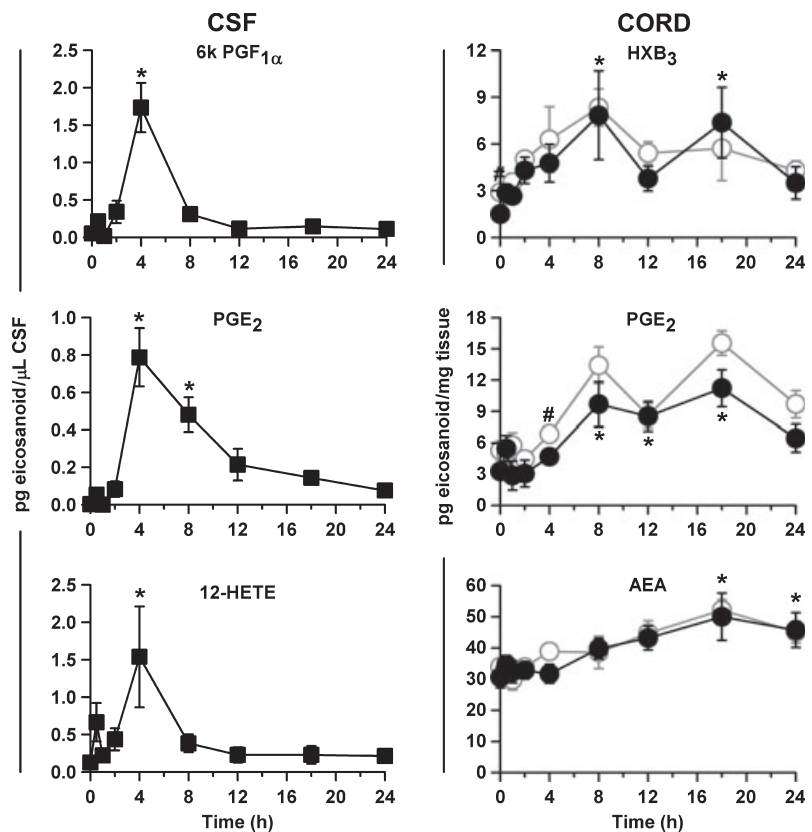 CSF
6k PGF1α
2.5
2.0
1.5
1.0
0.5
0.0
*
0 4 8 12 16 20 24
PGE2
1.0
0.8
0.6
0.4
0.2
0.0
*
*
0 4 8 12 16 20 24
12-HETE
2.5
2.0
1.5
1.0
0.5
0.0
*
0 4 8 12 16 20 24
Time (h)
pg eicosanoid/μL CSF
CORD
HXB3
12
9
6
3
0
#
*
*
0 4 8 12 16 20 24
PGE2
18
15
12
9
6
3
0
#
*
*
*
0 4 8 12 16 20 24
AEA
60
50
40
30
20
10
0
*
*
0 4 8 12 16 20 24
Time (h)
pg eicosanoid/mg tissue